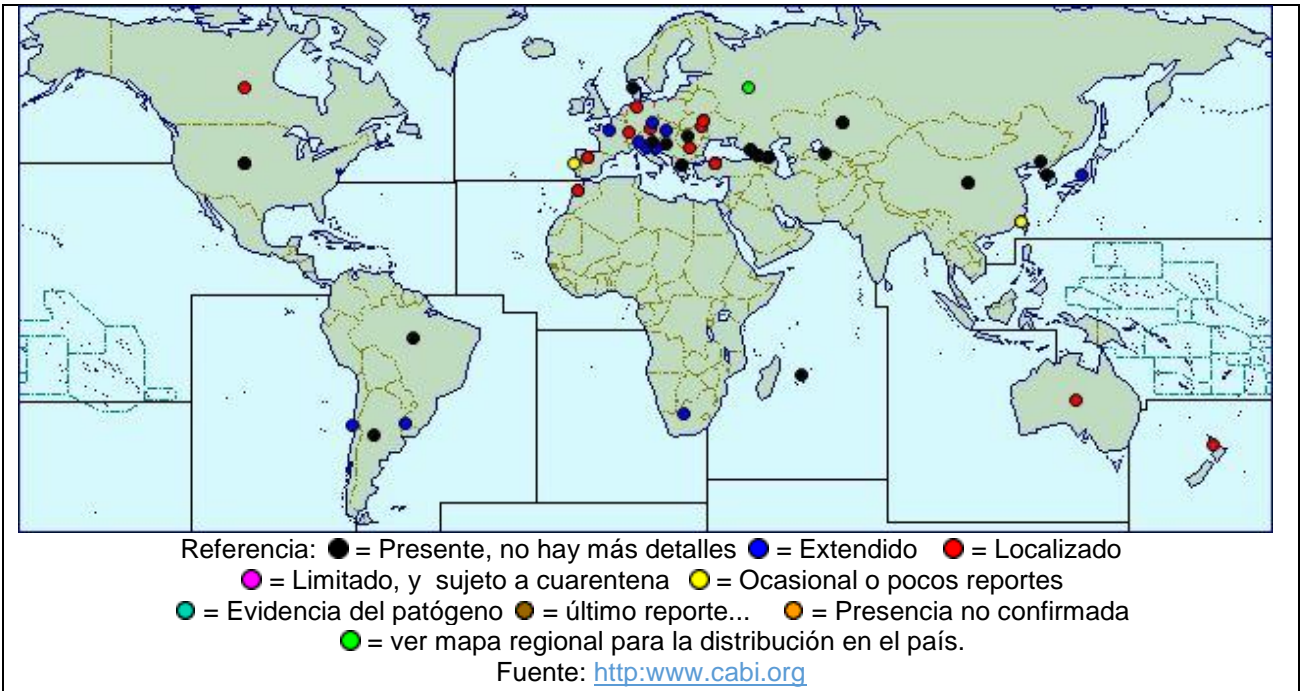 Referencia: = Presente, no hay más detalles = Extendido = Localizado
= Limitado, y sujeto a cuarentena = Ocasional o pocos reportes
= Evidencia del patógeno = último reporte... = Presencia no confirmada
= ver mapa regional para la distribución en el país.
Fuente: http:www.cabi.org